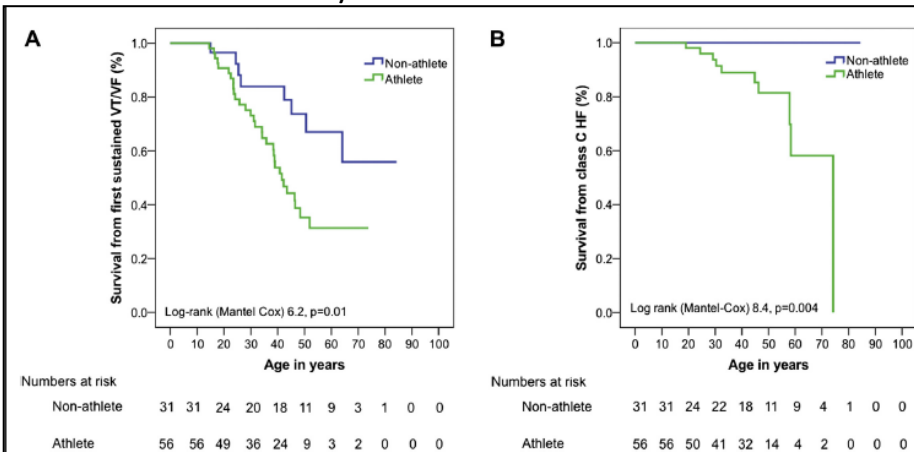 A
Survival from first sustained VT/VF (%)
1.0
0.8
0.6
0.4
0.2
0.0
Non-athlete
Athlete
Log-rank (Mantel Cox) 6.2, p=0.01
0 10 20 30 40 50 60 70 80 90 100
Age in years
Numbers at risk
Non-athlete 31 31 24 20 18 11 9 3 1 0 0
Athlete 56 56 49 36 24 9 3 2 0 0 0
B
Survival from class C HF (%)
1.0
0.8
0.6
0.4
0.2
0.0
Non-athlete
Athlete
Log rank (Mantel-Cox) 8.4, p=0.004
0 10 20 30 40 50 60 70 80 90 100
Age in years
Numbers at risk
Non-athlete 31 31 24 22 18 11 9 4 1 0 0
Athlete 56 56 50 41 32 14 4 2 0 0 0